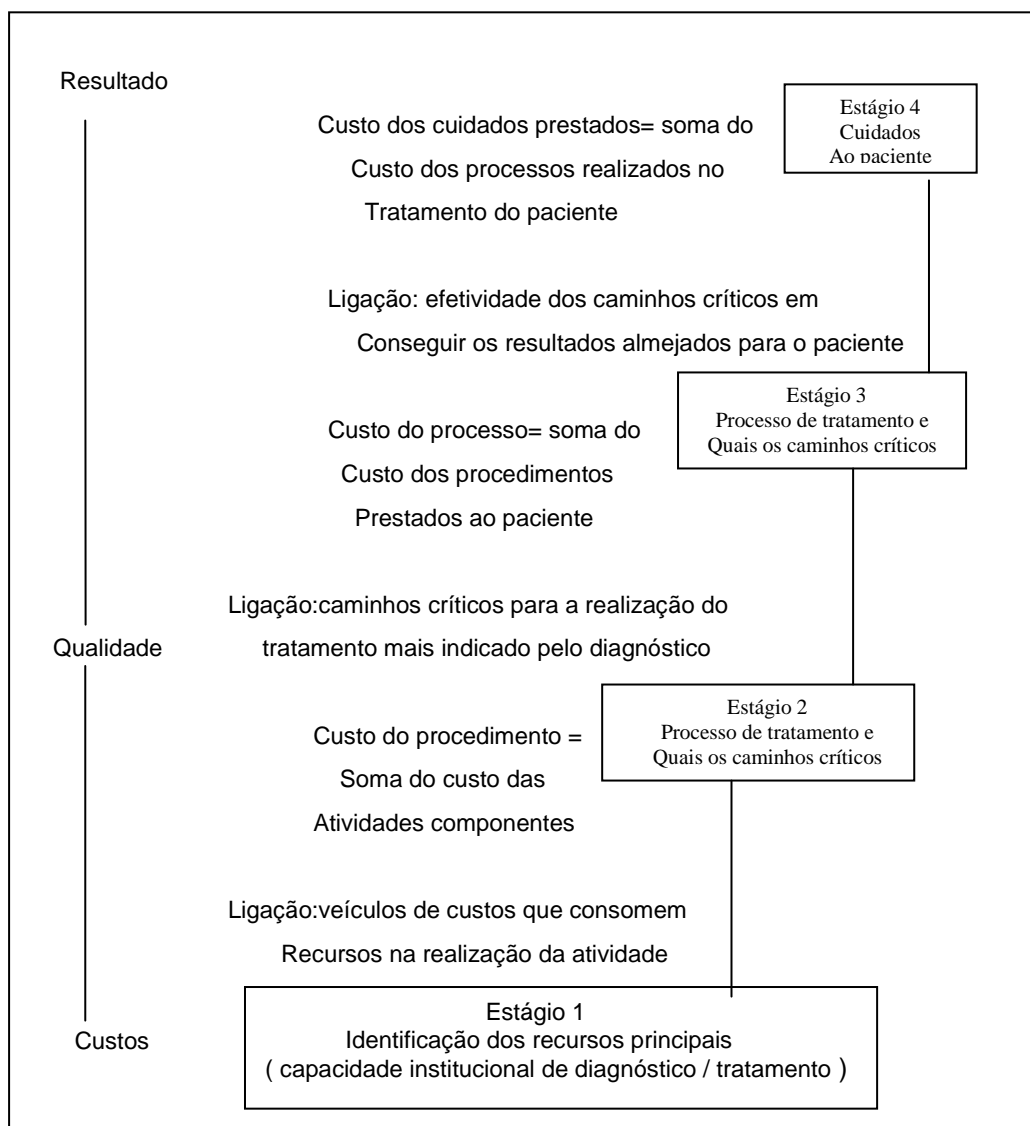 Resultado
Estágio 4
Cuidados
Ao paciente
Custo dos cuidados prestados= soma do
Custo dos processos realizados no
Tratamento do paciente
Ligação: efetividade dos caminhos críticos em
Conseguir os resultados almejados para o paciente
Estágio 3
Processo de tratamento e
Quais os caminhos críticos
Custo do processo= soma do
Custo dos procedimentos
Prestados ao paciente
Ligação:caminhos críticos para a realização do
tratamento mais indicado pelo diagnóstico
Qualidade
Estágio 2
Processo de tratamento e
Quais os caminhos críticos
Custo do procedimento =
Soma do custo das
Atividades componentes
Ligação:veículos de custos que consomem
Recursos na realização da atividade
Custos
Estágio 1
Identificação dos recursos principais
( capacidade institucional de diagnóstico / tratamento )